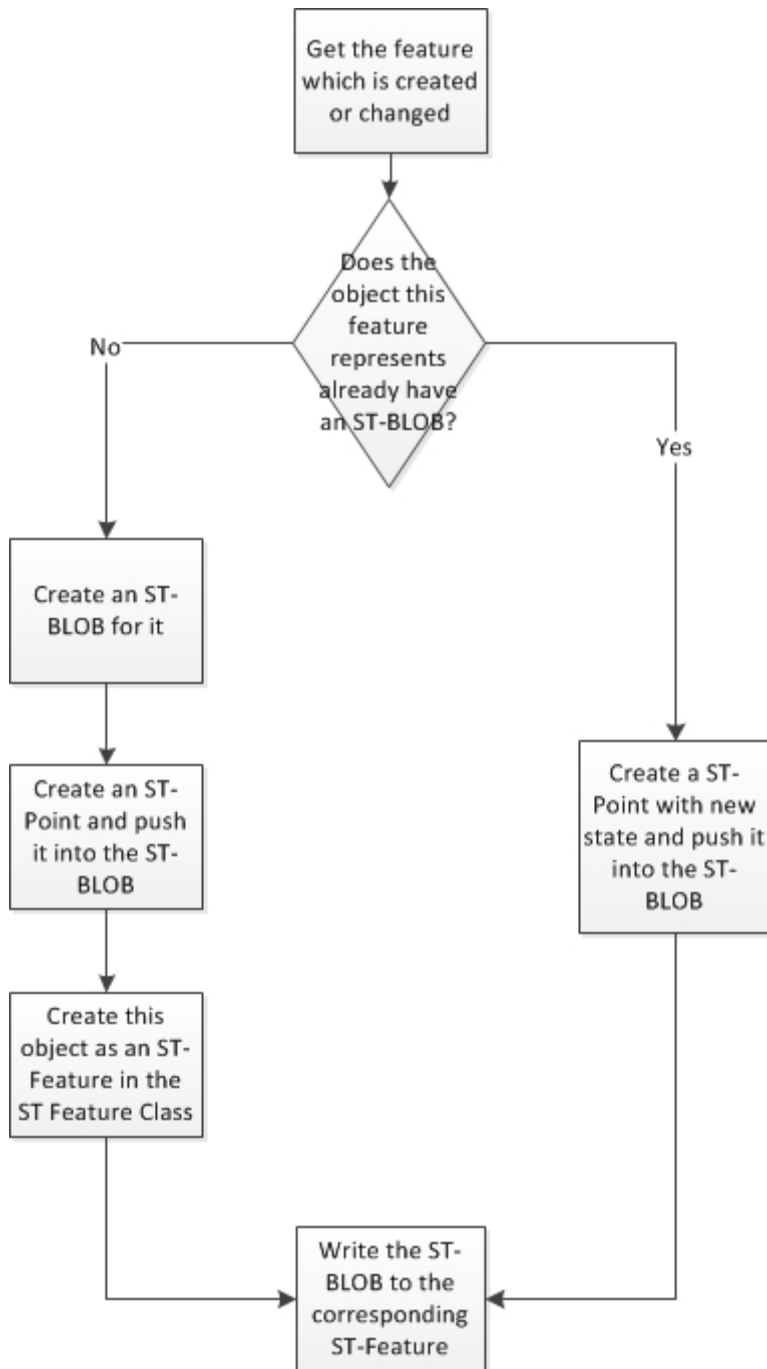 Get the feature
which is created
or changed
Does the
object this
feature
represents
already have
an ST-BLOB?
No
Yes
Create an ST-
BLOB for it
Create an ST-
Point and push
it into the ST-
BLOB
Create a ST-
Point with new
state and push it
into the ST-
BLOB
Create this
object as an ST-
Feature in the
ST Feature Class
Write the ST-
BLOB to the
corresponding
ST-Feature